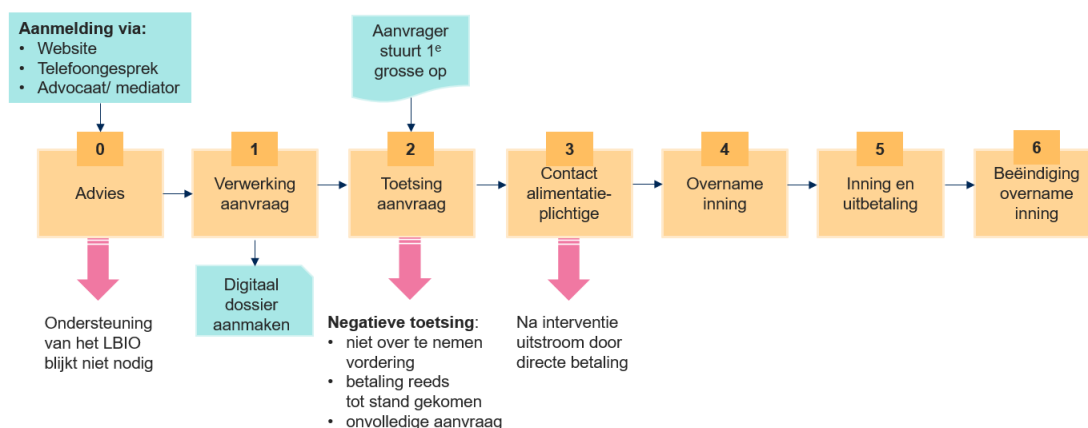 Aanmelding via:
• Website
• Telefoongesprek
• Advocaat/ mediator
Aanvrager
stuurt 1e
grosse op
0
Advies
1
Verwerking
aanvraag
2
Toetsing
aanvraag
3
Contact
alimentatie-
plichtige
4
Overname
inning
5
Inning en
uitbetaling
6
Beëindiging
overname
inning
Ondersteuning
van het LBIO
blijkt niet nodig
Digitaal
dossier
aanmaken
Negatieve toetsing:
• niet over te nemen
vordering
• betaling reeds
tot stand gekomen
• onvolledige aanvraag
Na interventie
uitstroom door
directe betaling